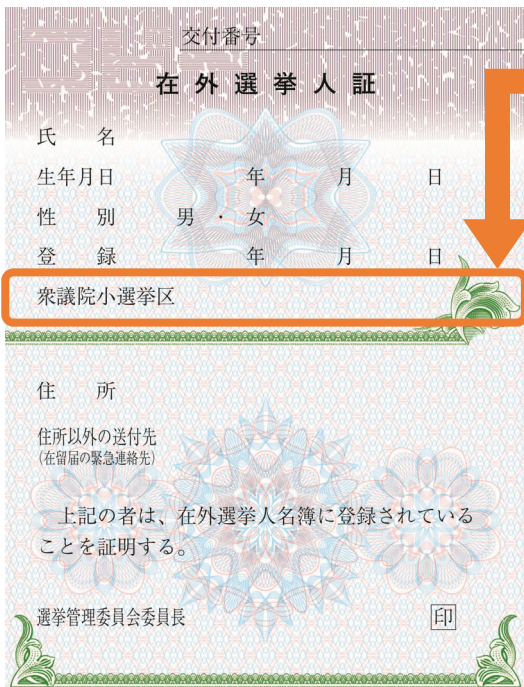 交付番号
在外選挙人証
氏 名
生年月日 年 月 日
性 別 男 ・ 女
登 録 年 月 日
衆議院小選挙区
住 所
住所以外の送付先
(在留届の緊急連絡先)
上記の者は、在外選挙人名簿に登録されている
ことを証明する。
選挙管理委員会委員長 印